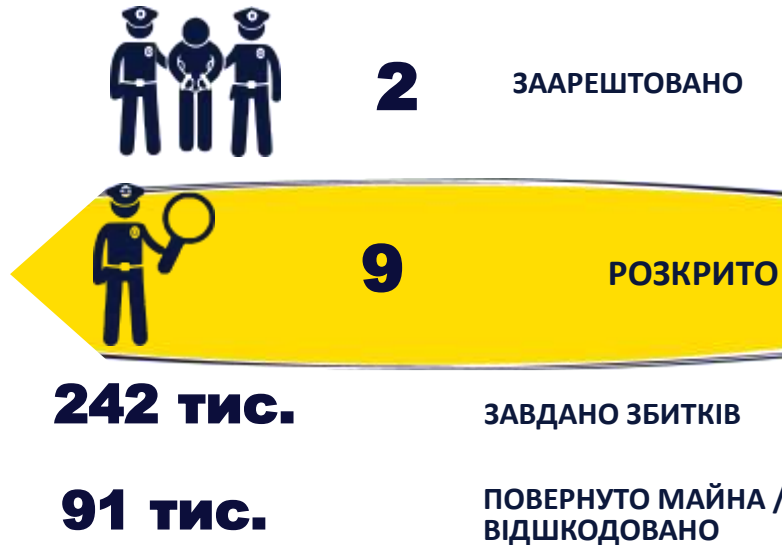 2 ЗААРЕШТОВАНО
9 РОЗКРИТО
242 тис. ЗАВДАНО ЗБИТКІВ
91 тис. ПОВЕРНУТО МАЙНА /
ВІДШКОДОВАНО